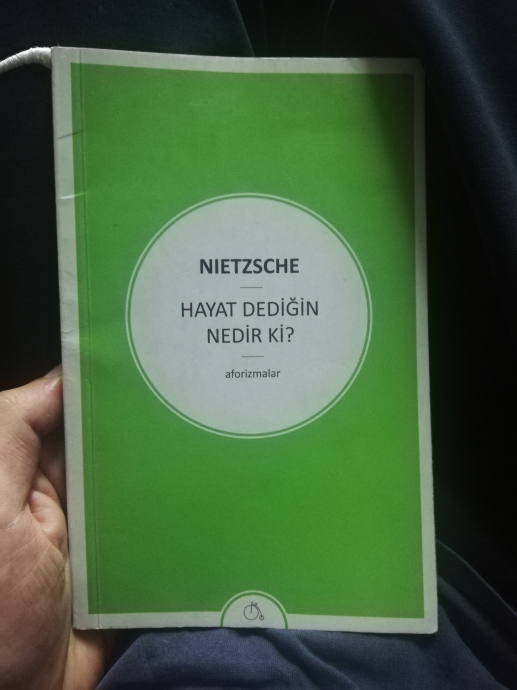 NIETZSCHE
HAYAT DEDİĞİN
NEDİR Kİ?
aforizmalar